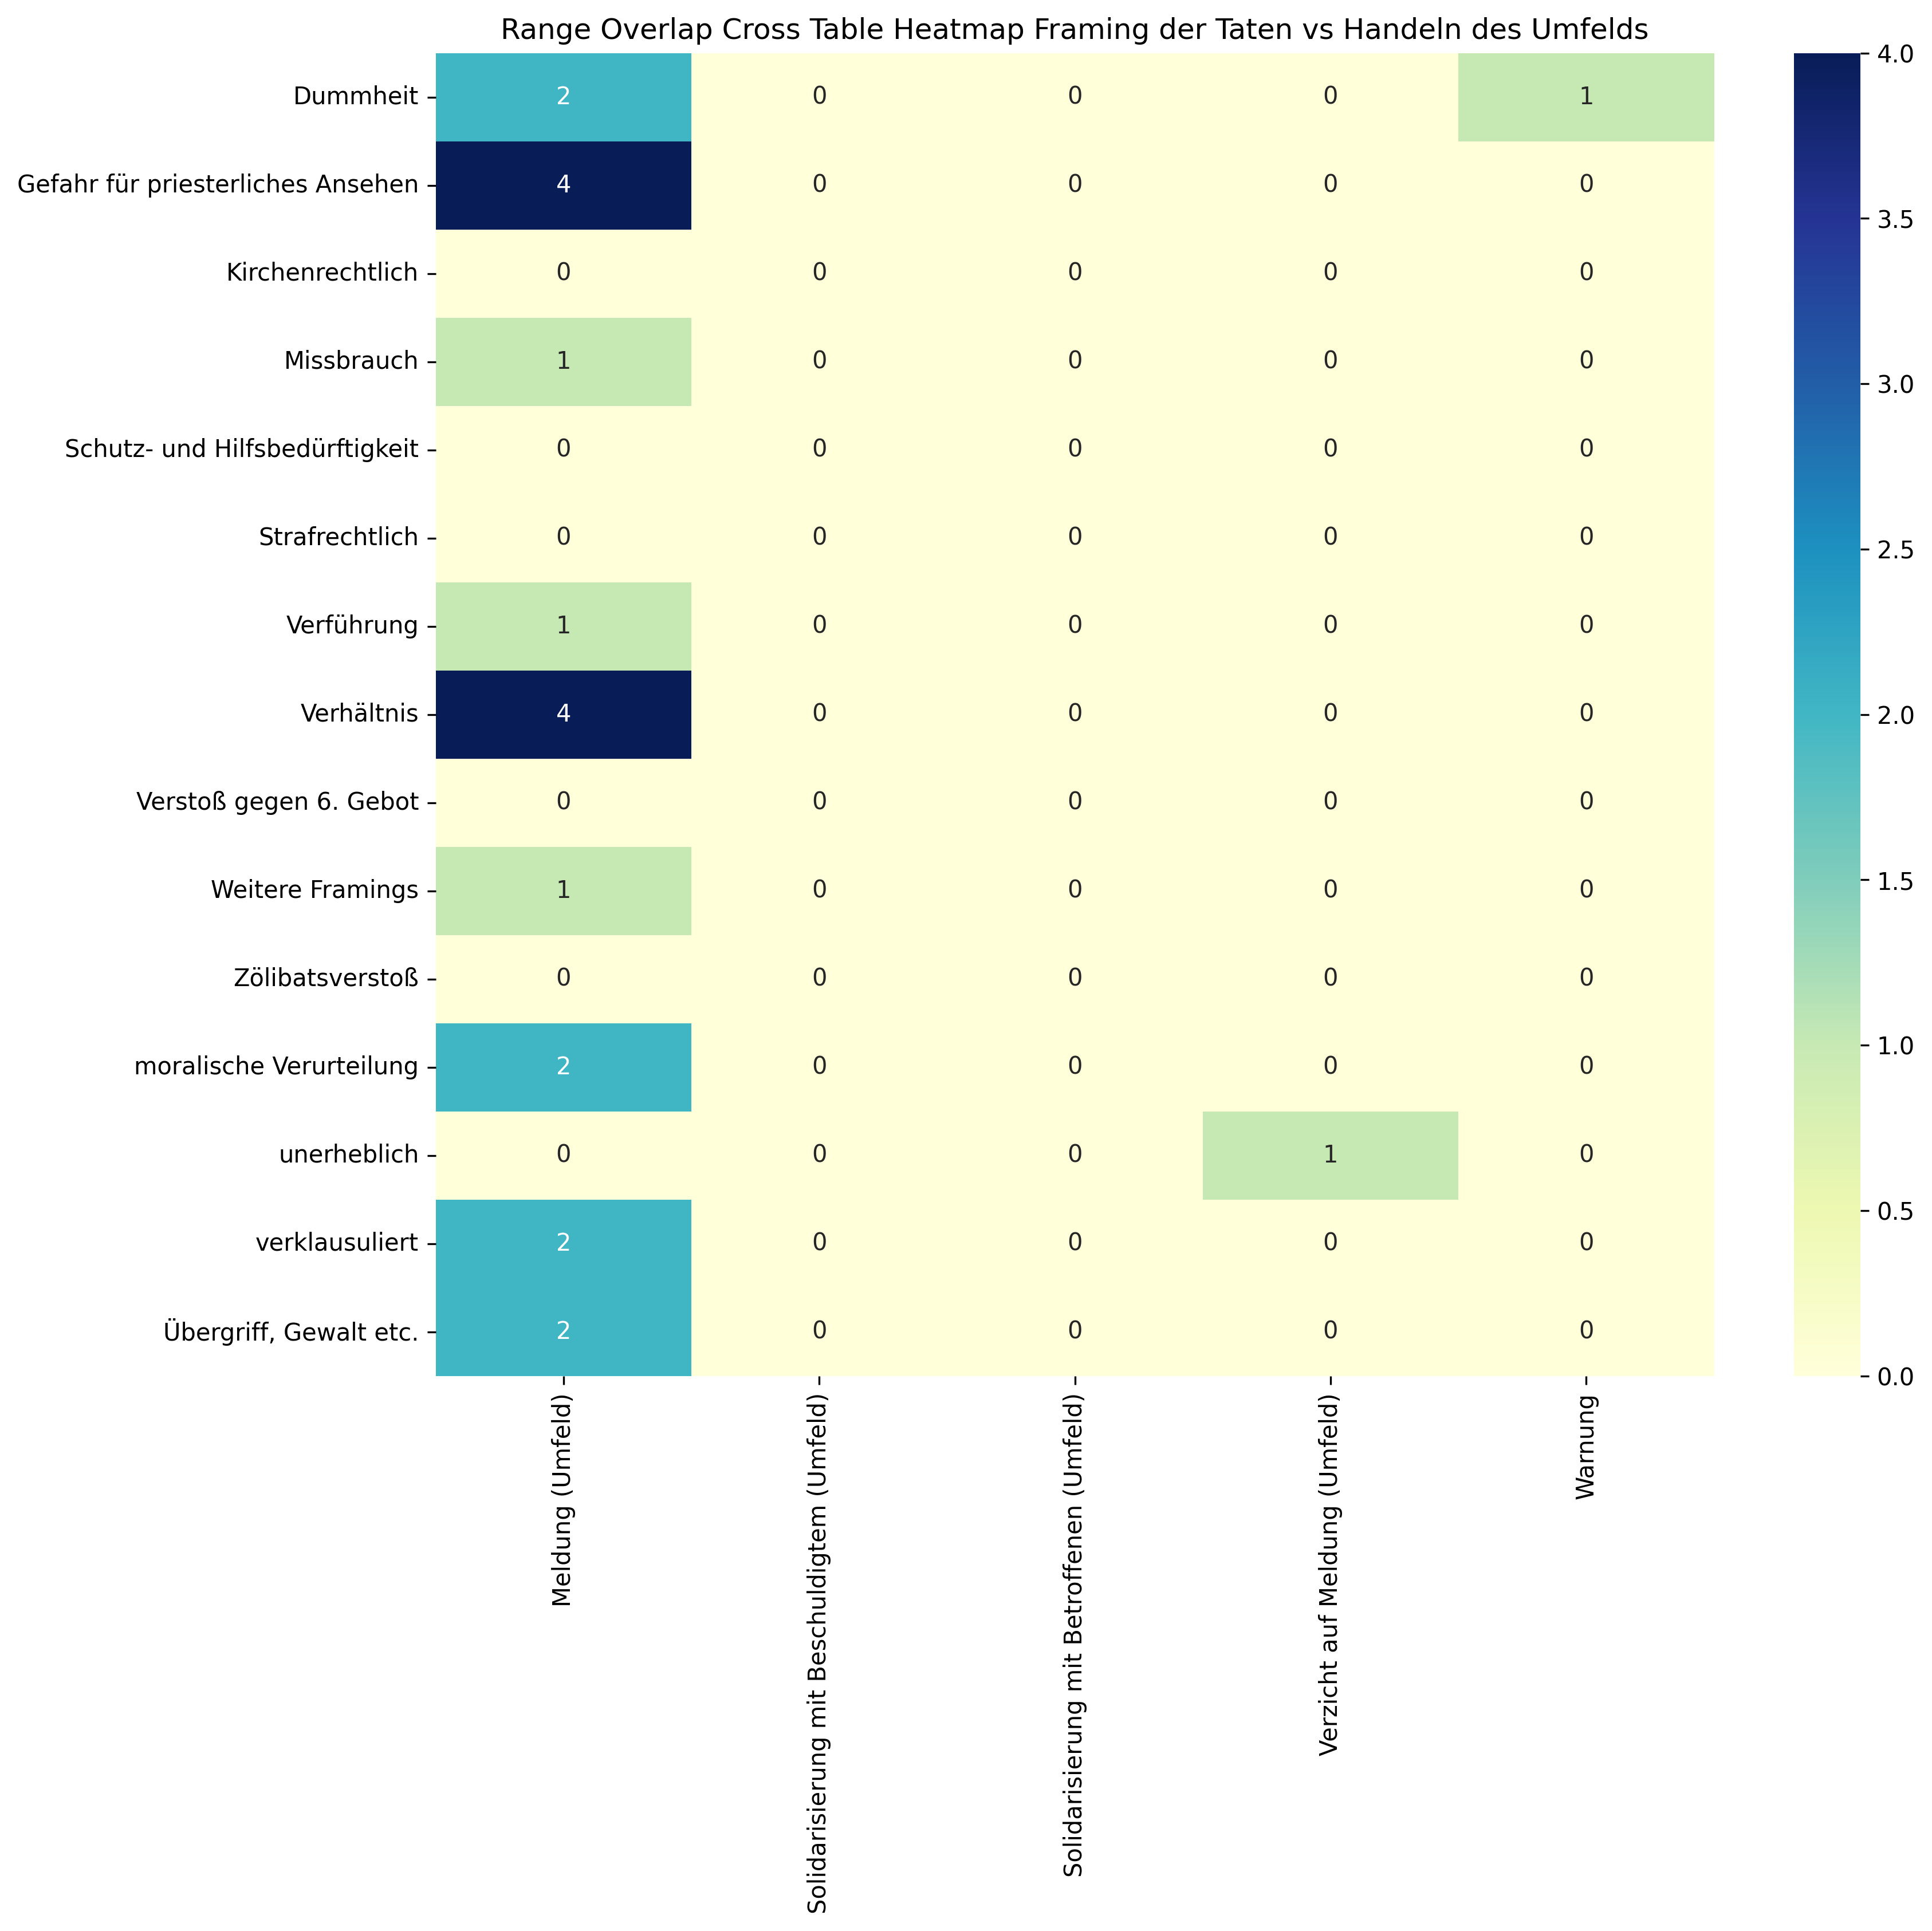 Range Overlap Cross Table Heatmap Framing der Taten vs Handeln des Umfelds
Dummheit 2 0 0 0 1
Gefahr für priesterliches Ansehen 4 0 0 0 0
Kirchenrechtlich 0 0 0 0 0
Missbrauch 1 0 0 0 0
Schutz- und Hilfsbedürftigkeit 0 0 0 0 0
Strafrechtlich 0 0 0 0 0
Verführung 1 0 0 0 0
Verhältnis 4 0 0 0 0
Verstoß gegen 6. Gebot 0 0 0 0 0
Weitere Framings 1 0 0 0 0
Zölibatsverstoß 0 0 0 0 0
moralische Verurteilung 2 0 0 0 0
unerheblich 0 0 0 1 0
verklausuliert 2 0 0 0 0
Übergriff, Gewalt etc. 2 0 0 0 0
Meldung (Umfeld)
Solidarisierung mit Beschuldigtem (Umfeld)
Solidarisierung mit Betroffenen (Umfeld)
Verzicht auf Meldung (Umfeld)
Warnung
4.0
3.5
3.0
2.5
2.0
1.5
1.0
0.5
0.0